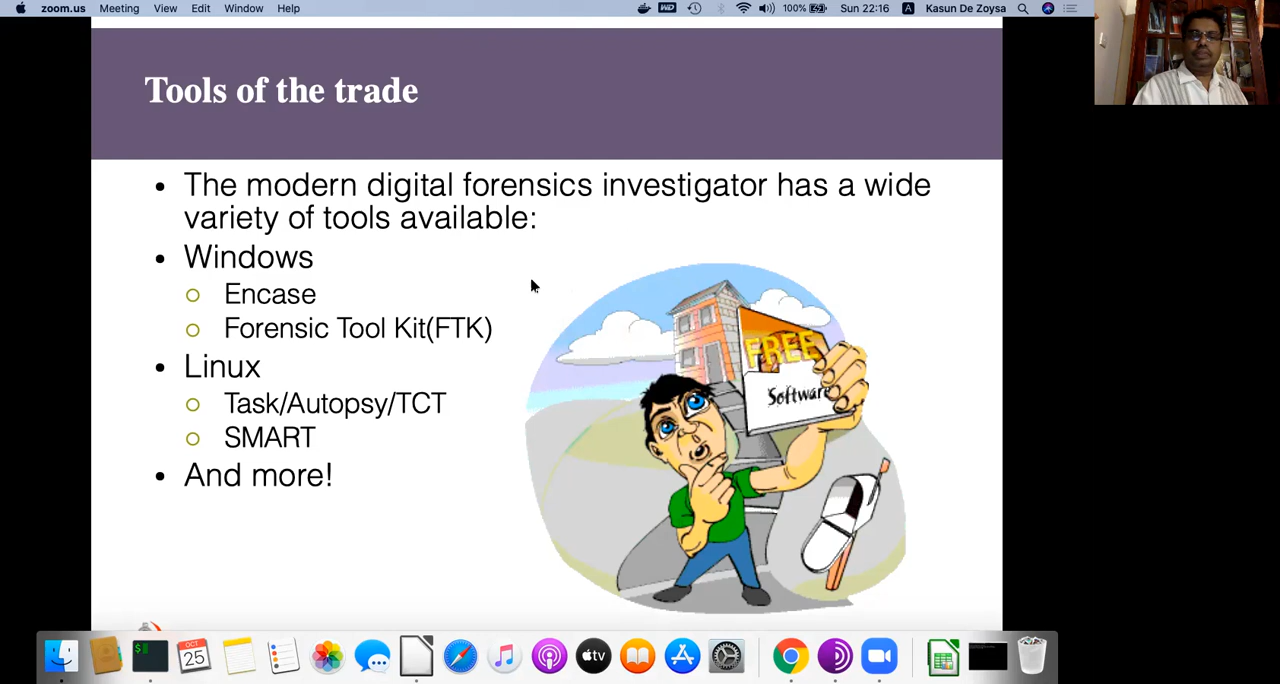 zoom.us Meeting View Edit Window Help 100% Sun 22:16 A Kasun De Zoysa
Tools of the trade
• The modern digital forensics investigator has a wide
variety of tools available:
• Windows
○ Encase
○ Forensic Tool Kit(FTK)
• Linux
○ Task/Autopsy/TCT
○ SMART
• And more!
FREE
Software
OCT
25
$
tv